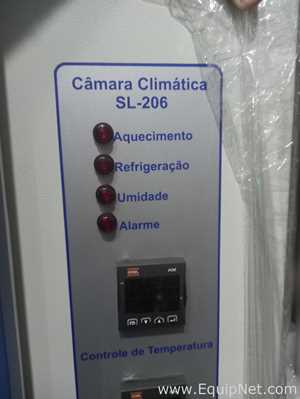 Câmara Climática
SL-206
Aquecimento
Refrigeração
Umidade
Alarme
Controle de Temperatura
www.EquipNet.com